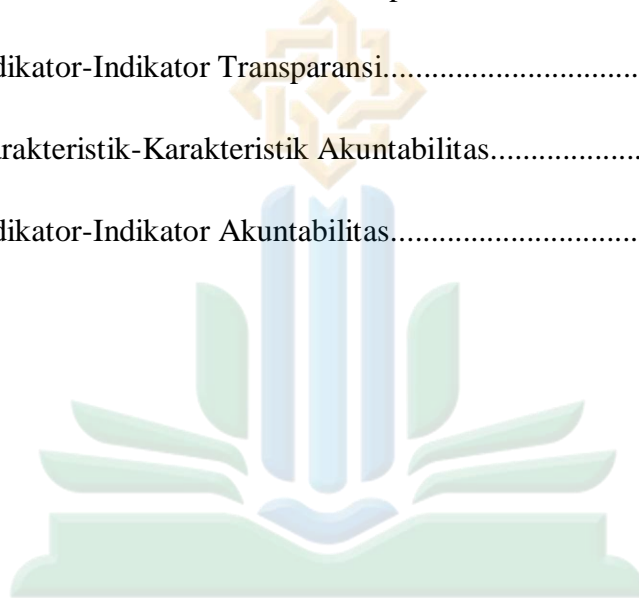 dikator-Indikator Transparansi................................
arakteristik-Karakteristik Akuntabilitas...................
dikator-Indikator Akuntabilitas...............................